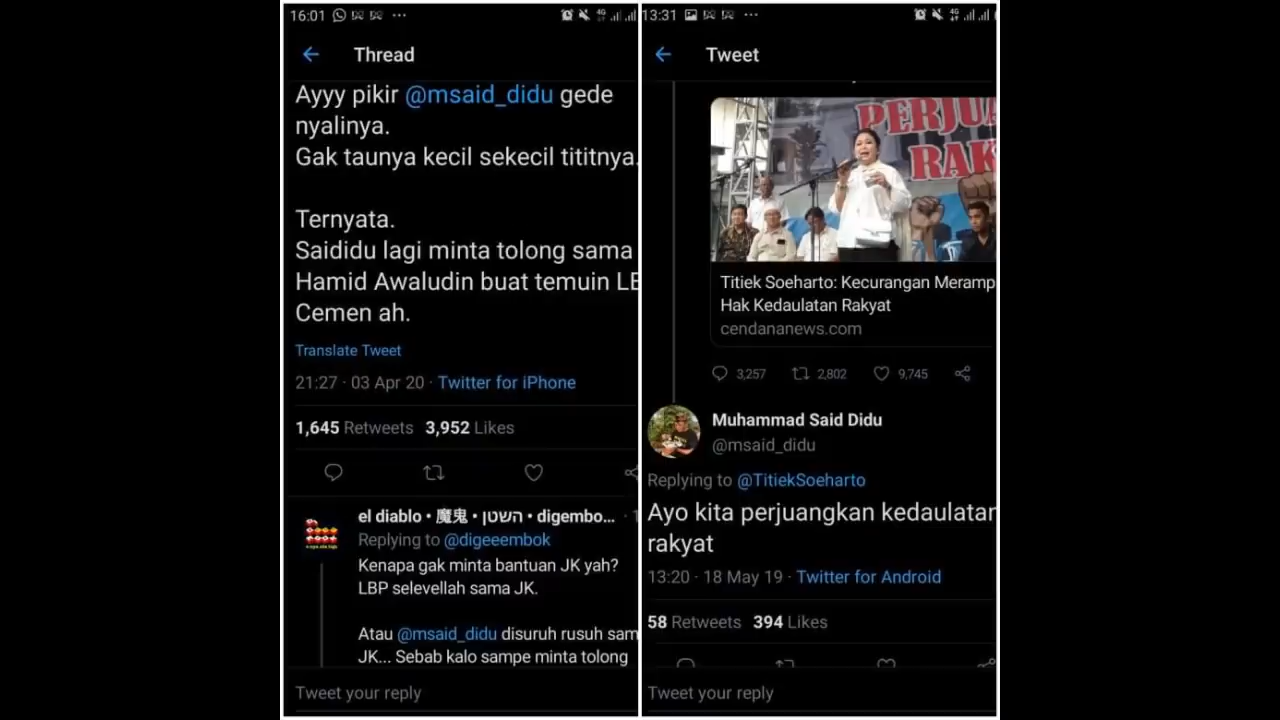 16:01
Thread
Ayyy pikir @msaid_didu gede
nyalinya.
Gak taunya kecil sekecil tititnya.
Ternyata.
Saididu lagi minta tolong sama
Hamid Awaludin buat temuin LB
Cemen ah.
Translate Tweet
21:27 · 03 Apr 20 · Twitter for iPhone
1,645 Retweets 3,952 Likes
el diablo • 魔鬼 • השטן • digembo...
Replying to @digeeembok
Kenapa gak minta bantuan JK yah?
LBP selevellah sama JK.
Atau @msaid_didu disuruh rusuh sam
JK... Sebab kalo sampe minta tolong
Tweet your reply
13:31
Tweet
PERJUA
RAK
Titiek Soeharto: Kecurangan Meramp
Hak Kedaulatan Rakyat
cendananews.com
3,257 2,802 9,745
Muhammad Said Didu
@msaid_didu
Replying to @TitiekSoeharto
Ayo kita perjuangkan kedaulatan
rakyat
13:20 · 18 May 19 · Twitter for Android
58 Retweets 394 Likes
Tweet your reply